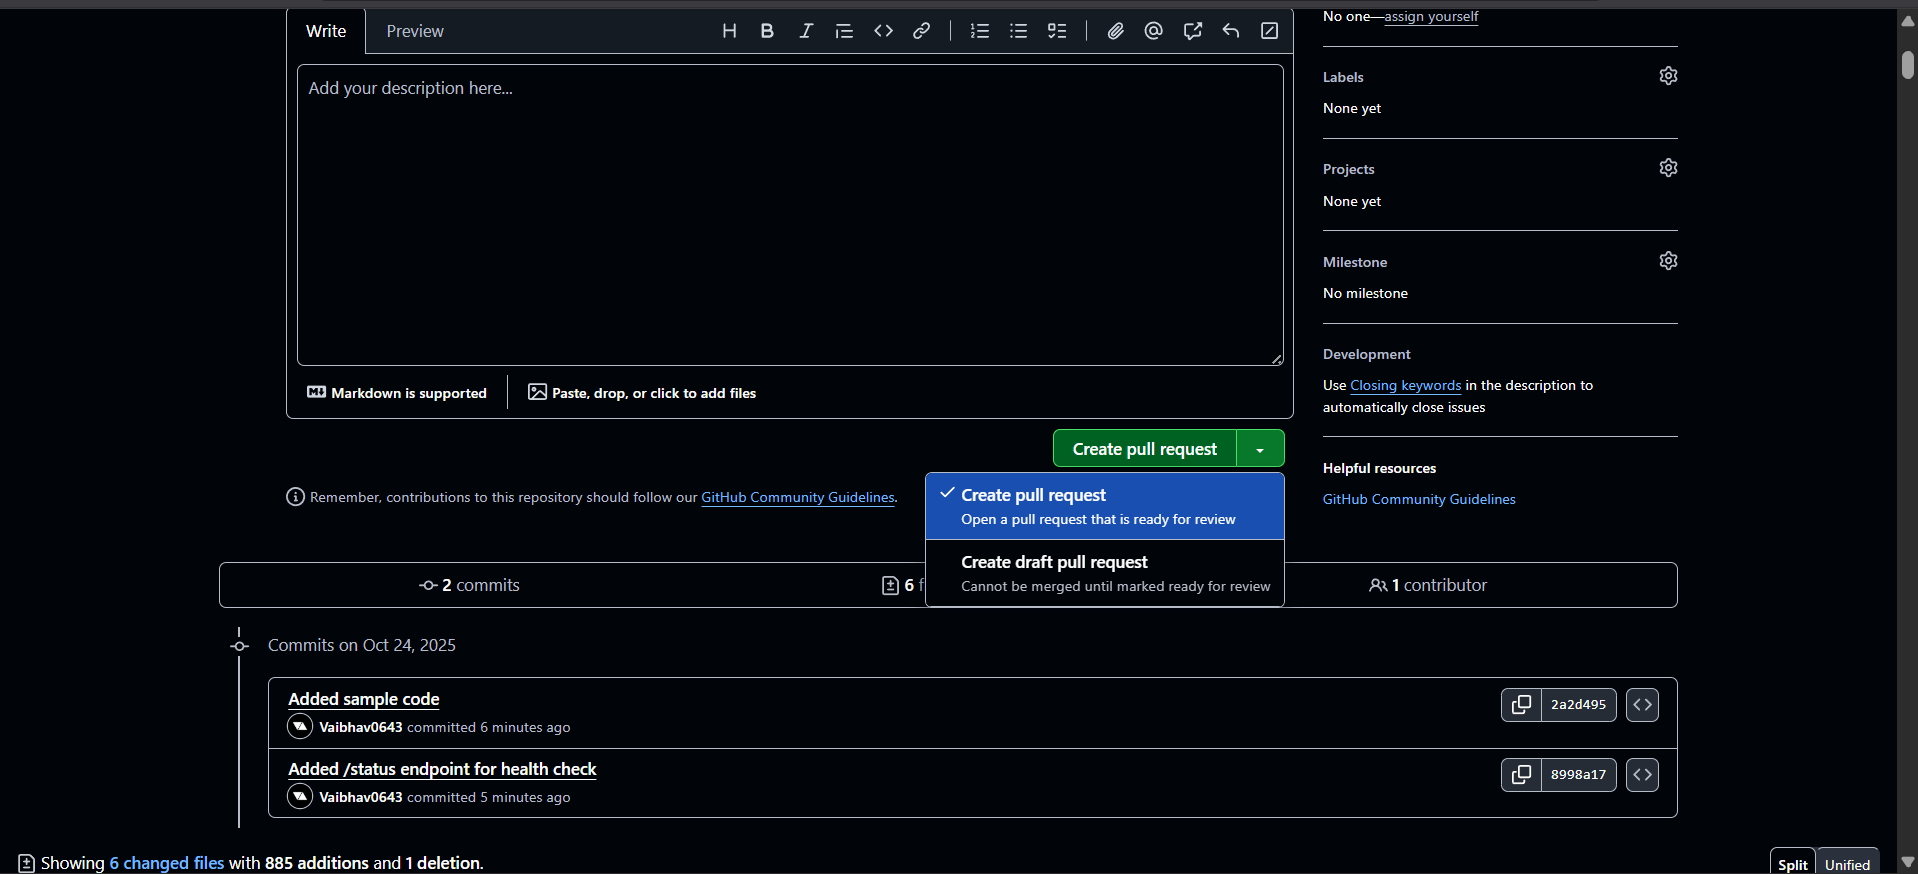 Write
Preview
Add your description here...
Markdown is supported
Paste, drop, or click to add files
Create pull request
Create pull request
Open a pull request that is ready for review
Create draft pull request
Cannot be merged until marked ready for review
Remember, contributions to this repository should follow our GitHub Community Guidelines.
No one—assign yourself
Labels
None yet
Projects
None yet
Milestone
No milestone
Development
Use Closing keywords in the description to
automatically close issues
Helpful resources
GitHub Community Guidelines
2 commits
6
1 contributor
Commits on Oct 24, 2025
Added sample code
2a2d495
Vaibhav0643 committed 6 minutes ago
Added /status endpoint for health check
8998a17
Vaibhav0643 committed 5 minutes ago
Showing 6 changed files with 885 additions and 1 deletion.
Split
Unified